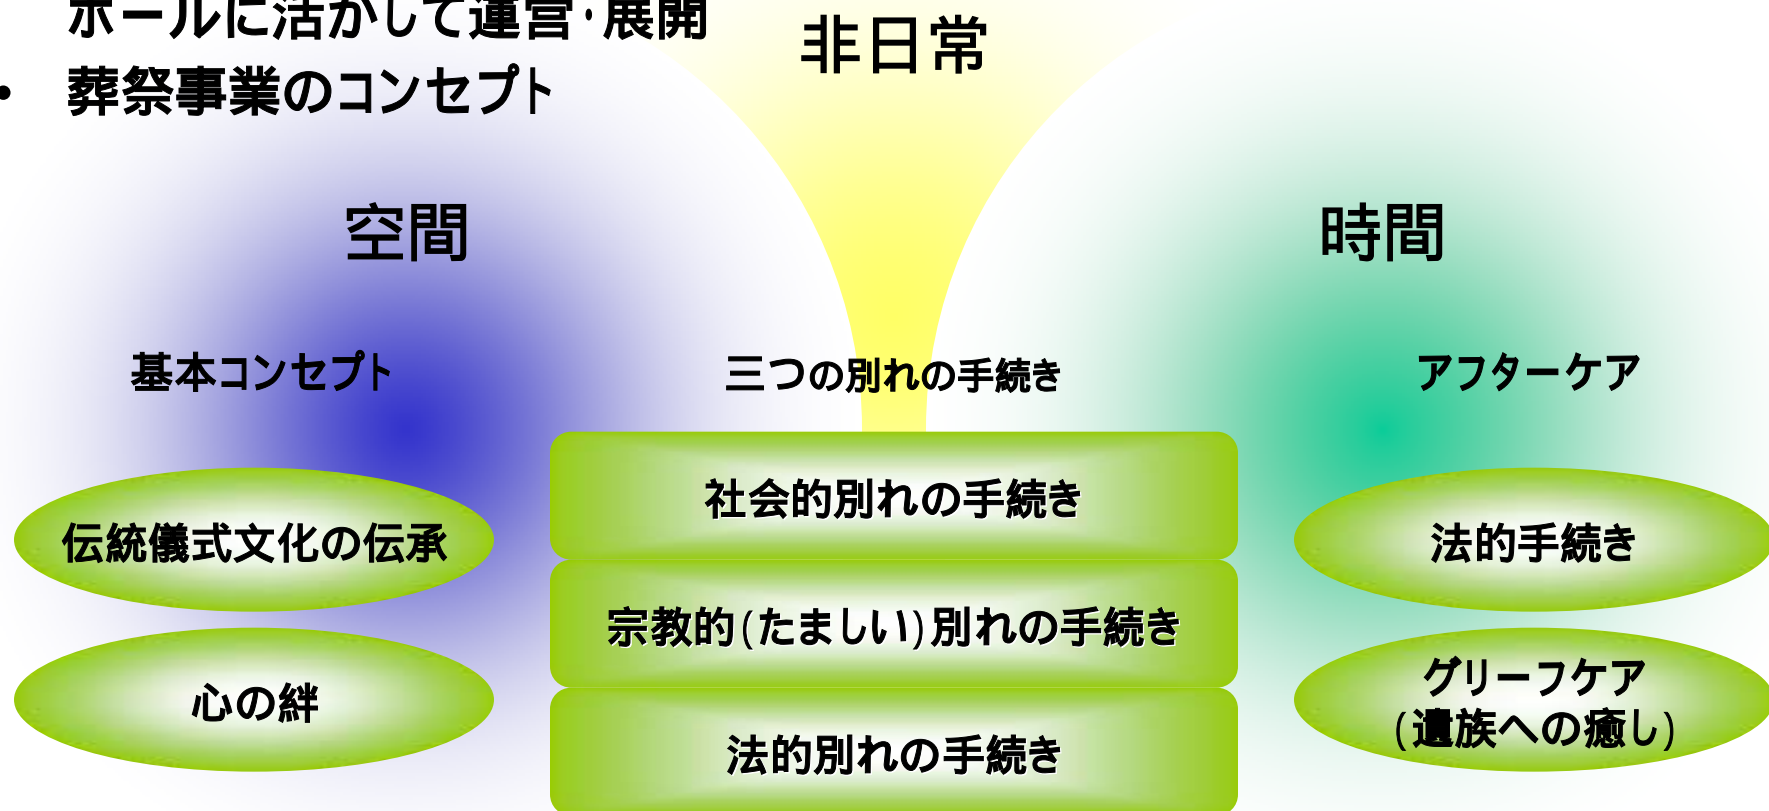 ホールに活かして運営・展開
• 葬祭事業のコンセプト
非日常
空間
時間
基本コンセプト
三つの別れの手続き
アフターケア
伝統儀式文化の伝承
心の絆
社会的別れの手続き
宗教的(たましい)別れの手続き
法的別れの手続き
法的手続き
グリーフケア
(遺族への癒し)